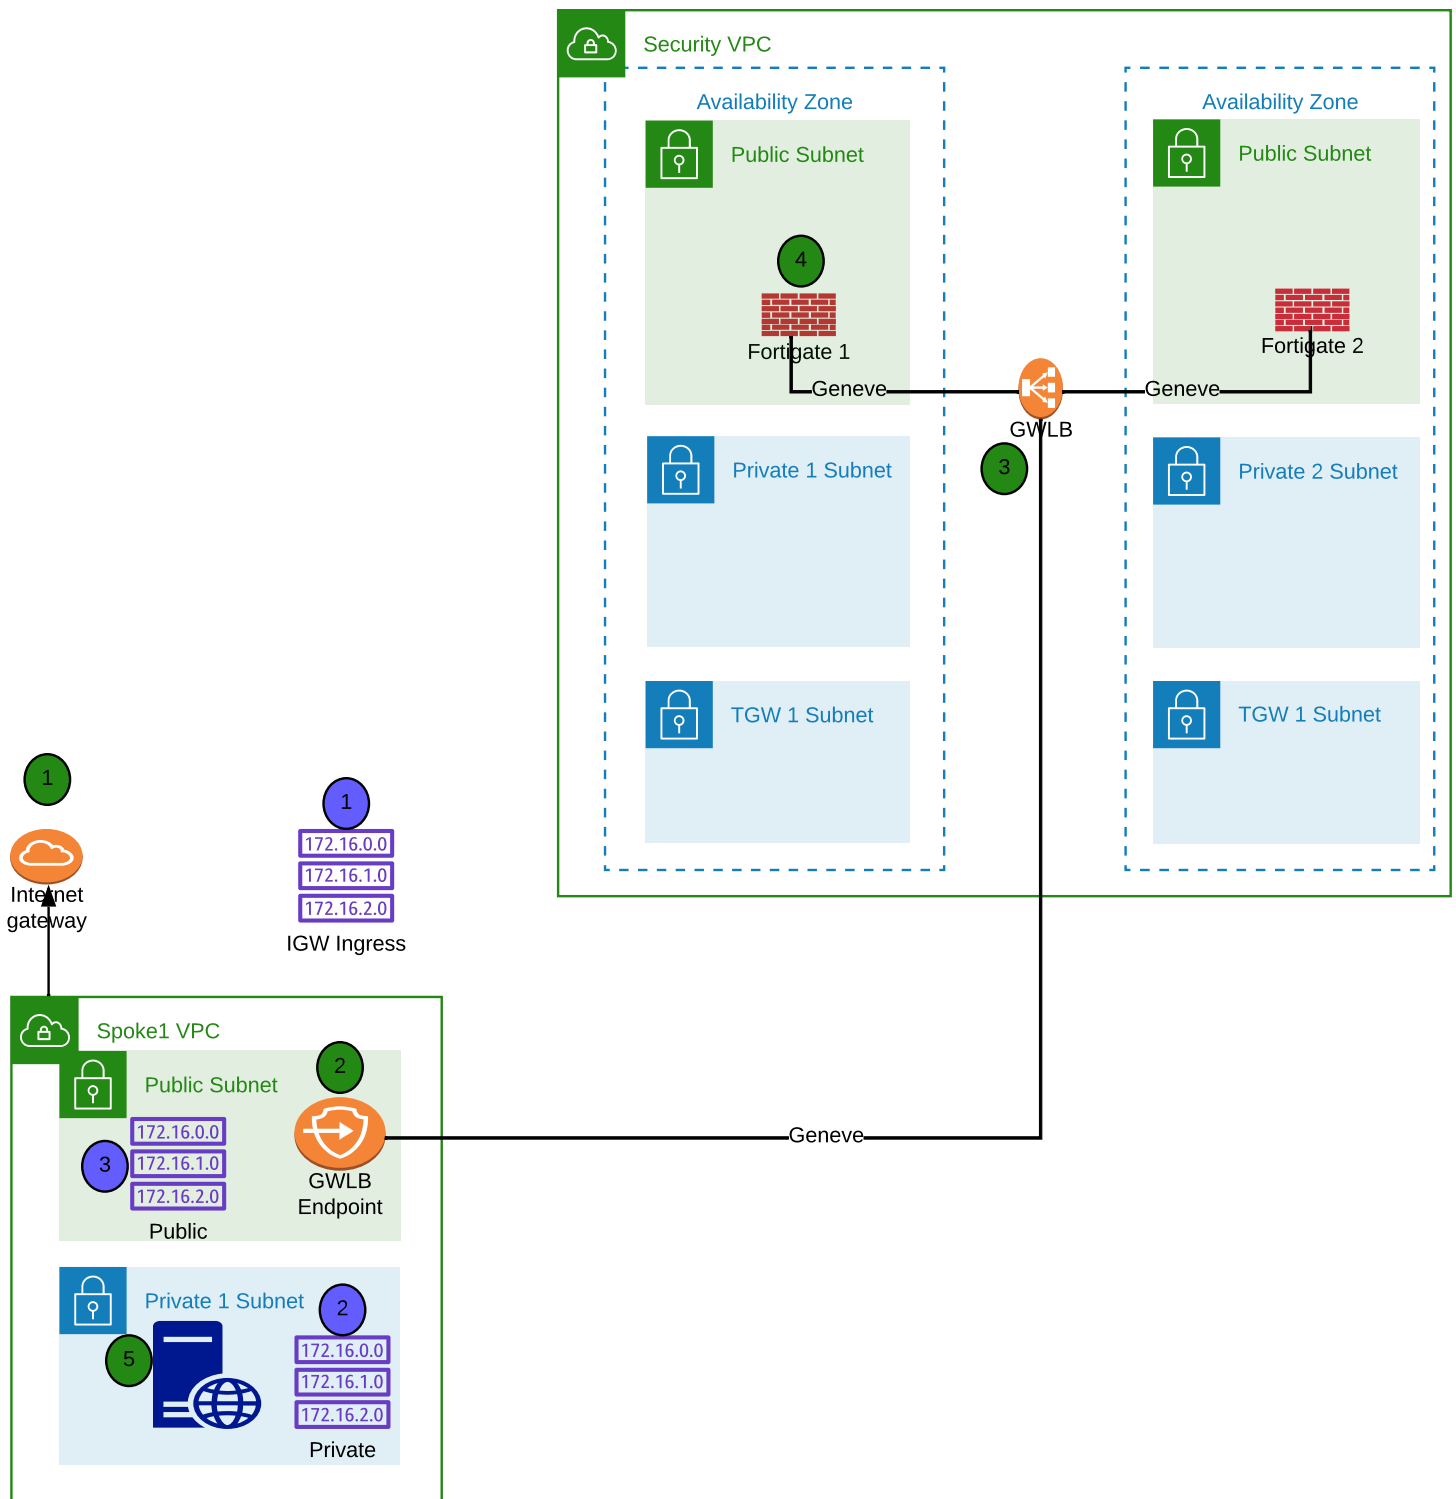 Security VPC
Availability Zone
Availability Zone
Public Subnet
Public Subnet
4
Fortigate 1
Fortigate 2
Geneve
Geneve
GWLB
3
Private 1 Subnet
Private 2 Subnet
TGW 1 Subnet
TGW 1 Subnet
1
Internet
gateway
1
172.16.0.0
172.16.1.0
172.16.2.0
IGW Ingress
Spoke1 VPC
Public Subnet
2
3
172.16.0.0
172.16.1.0
172.16.2.0
Public
GWLB
Endpoint
Geneve
Private 1 Subnet
2
5
172.16.0.0
172.16.1.0
172.16.2.0
Private